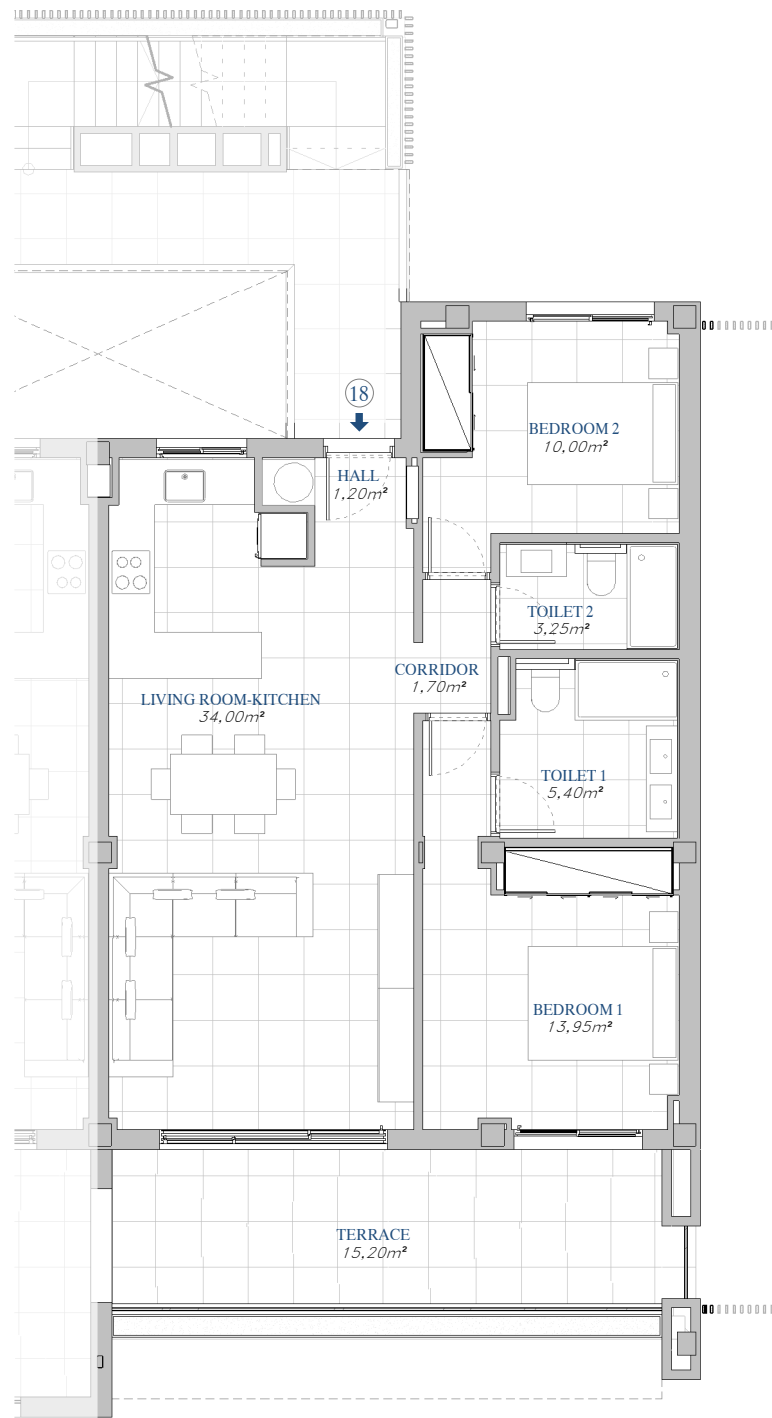 18
BEDROOM 2
10,00m²
HALL
1,20m²
TOILET 2
3,25m²
CORRIDOR
1,70m²
LIVING ROOM-KITCHEN
34,00m²
TOILET 1
5,40m²
BEDROOM 1
13,95m²
TERRACE
15,20m²